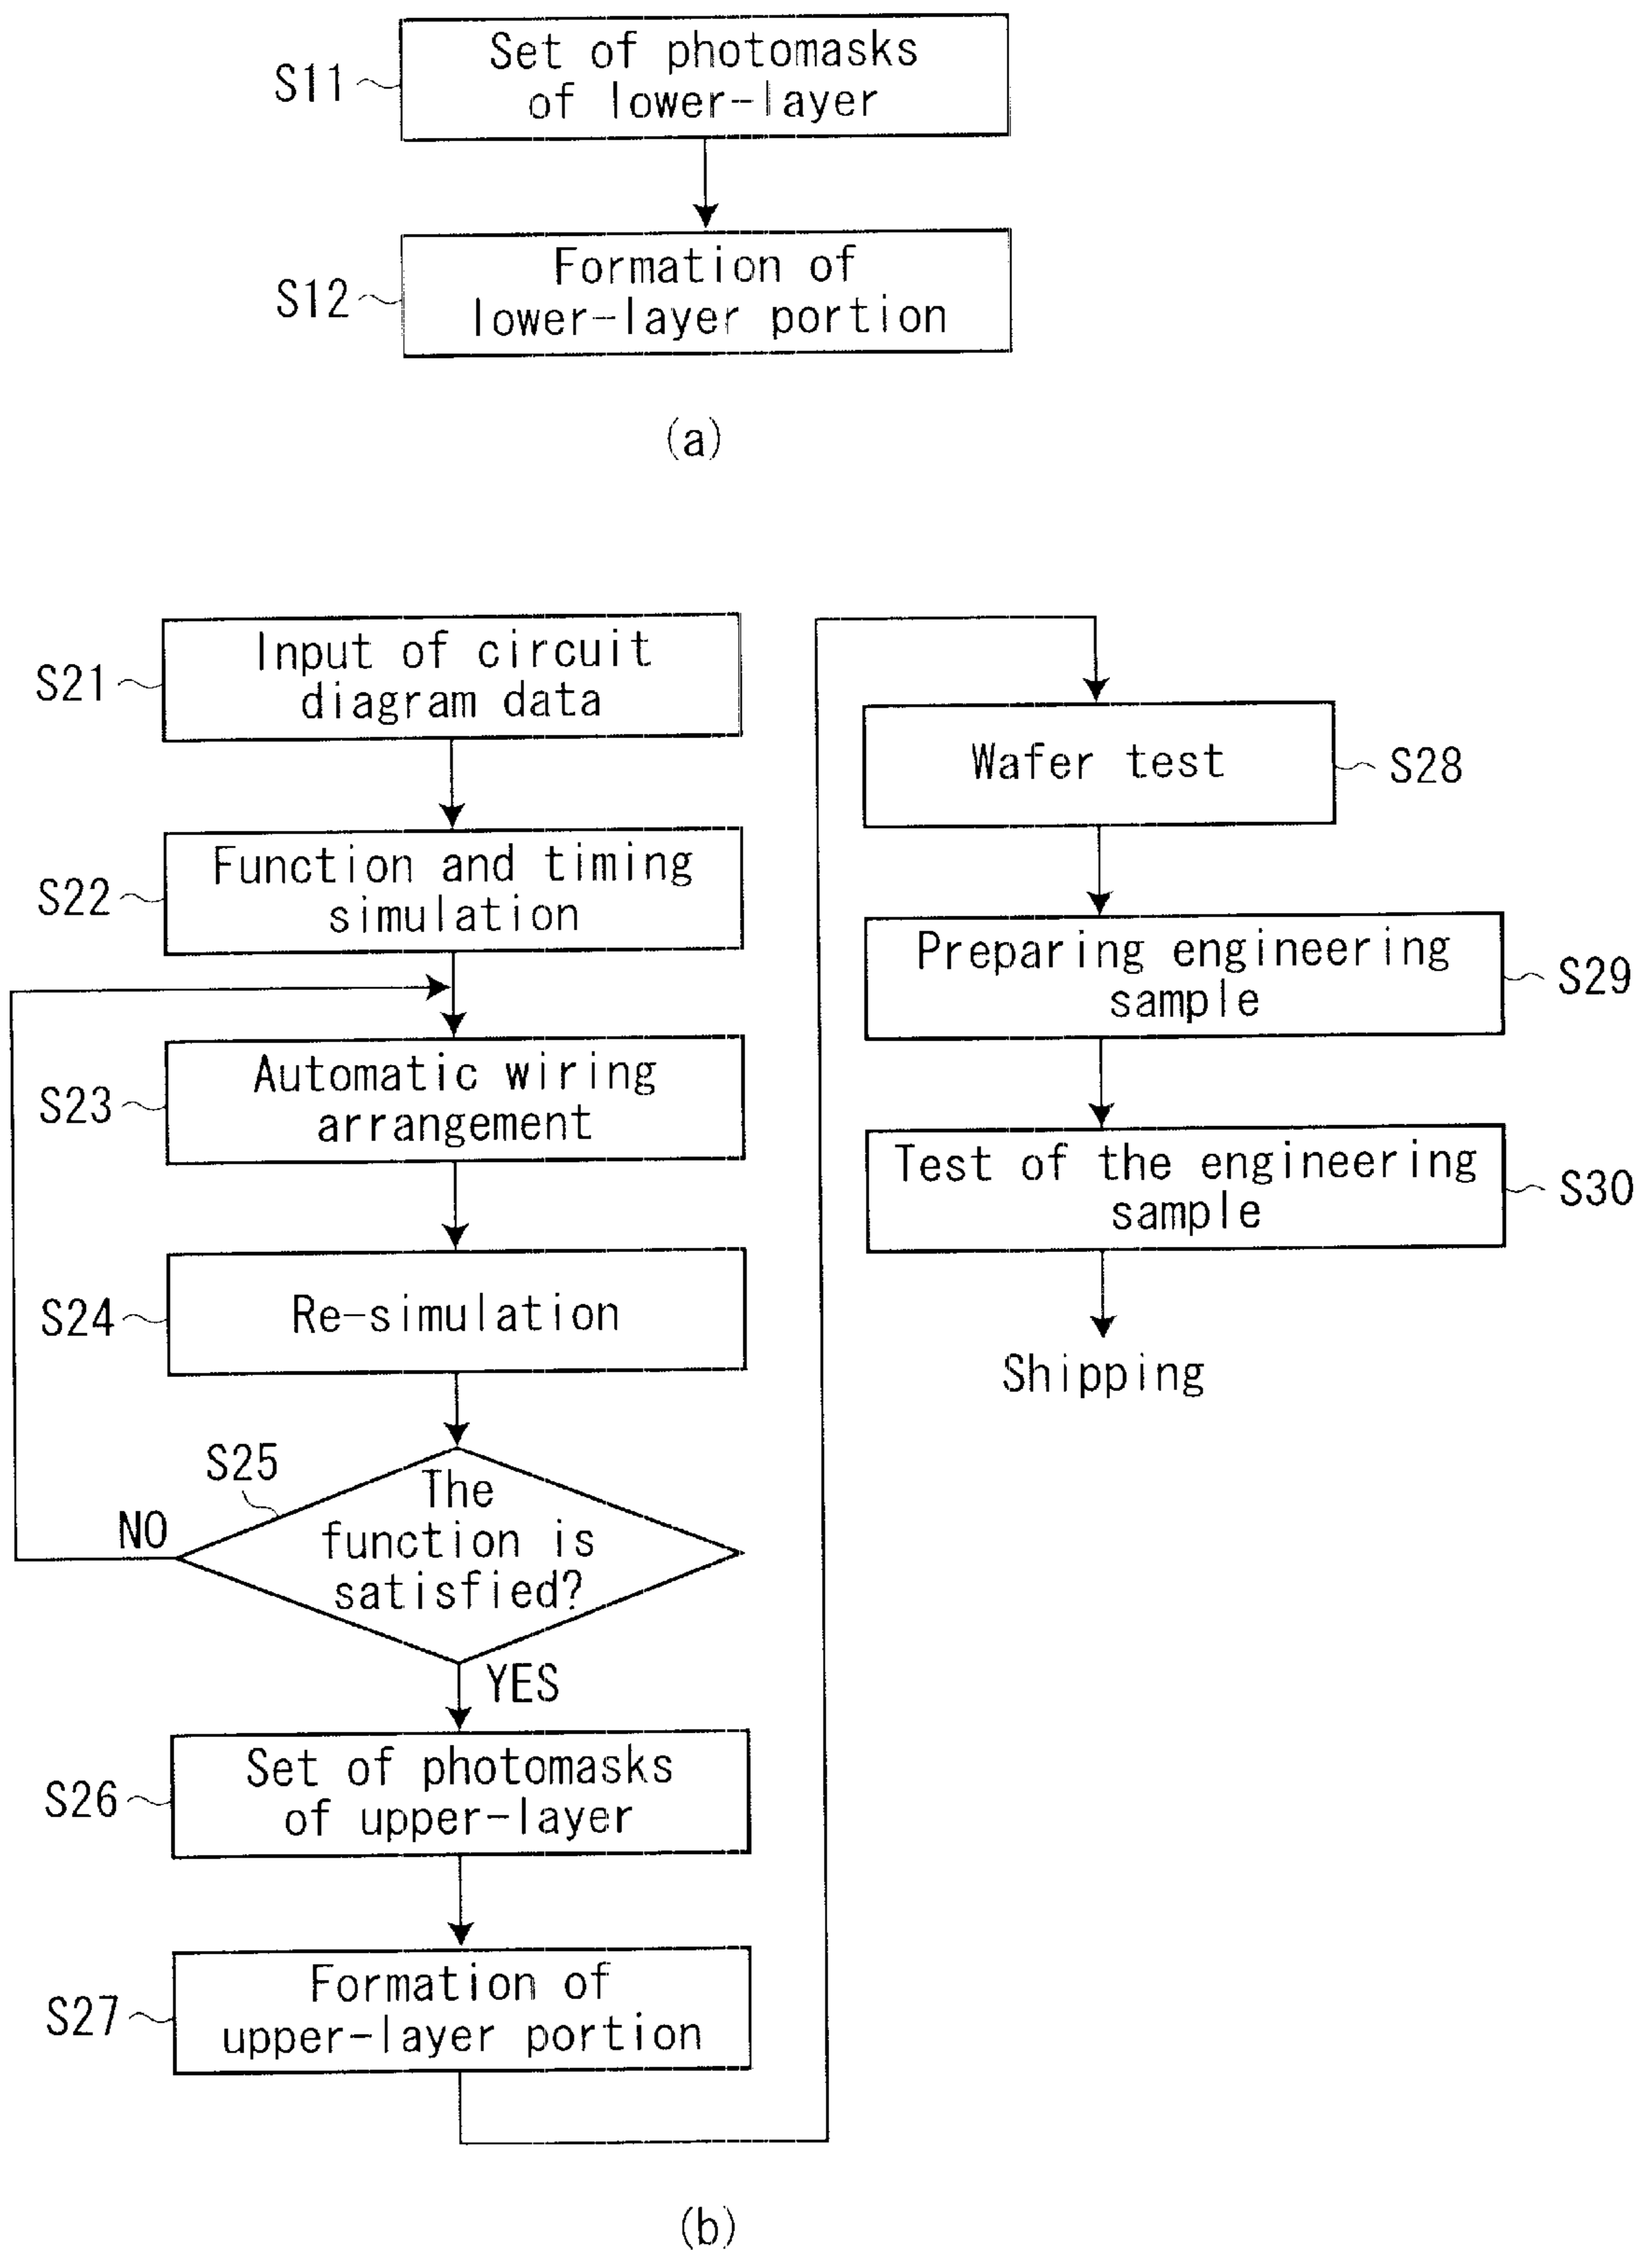 S11
Set of photomasks
of lower-layer
S12
Formation of
lower-layer portion
(a)
S21
Input of circuit
diagram data
S22
Function and timing
simulation
S23
Automatic wiring
arrangement
S24
Re-simulation
S25
The
function is
satisfied?
NO
YES
S26
Set of photomasks
of upper-layer
S27
Formation of
upper-layer portion
Wafer test
S28
Preparing engineering
sample
S29
Test of the engineering
sample
S30
Shipping
(b)